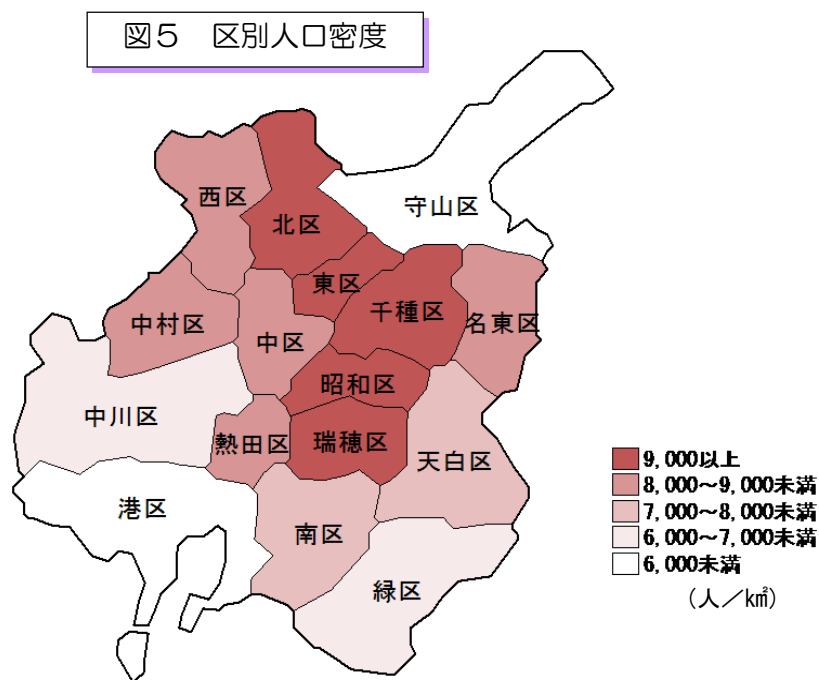 図5 区別人口密度
守山区
西区
北区
東区
千種区
名東区
中村区
中区
昭和区
中川区
熱田区
瑞穂区
天白区
港区
南区
緑区
9,000以上
8,000～9,000未満
7,000～8,000未満
6,000～7,000未満
6,000未満
(人／k㎡)